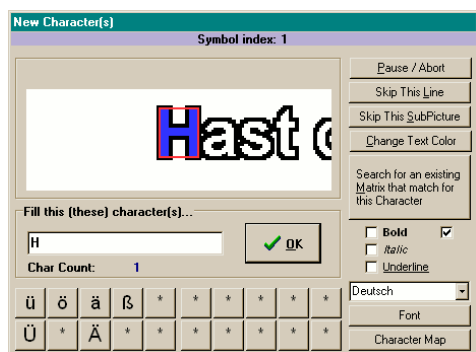 New Character(s)
Symbol index: 1
Hast
Fill this (these) character(s)...
H
OK
Char Count: 1
ü ö ä ß * * * * * *
Ü * Ä * * * * * * *
Pause / Abort
Skip This Line
Skip This SubPicture
Change Text Color
Search for an existing
Matrix that match for
this Character
Bold
Italic
Underline
Deutsch
Font
Character Map